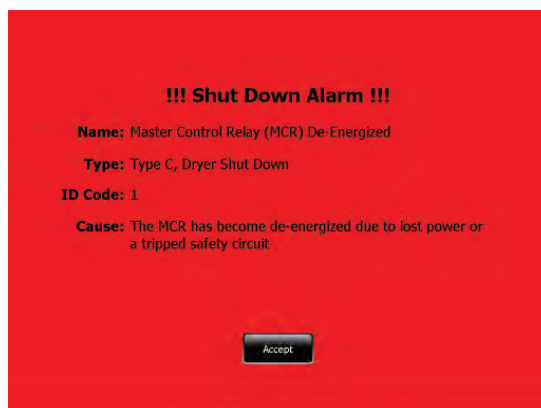 !!! Shut Down Alarm !!!
Name: Master Control Relay (MCR) De-Energized
Type: Type C, Dryer Shut Down
ID Code: 1
Cause: The MCR has become de-energized due to lost power or
a tripped safety circuit
Accept